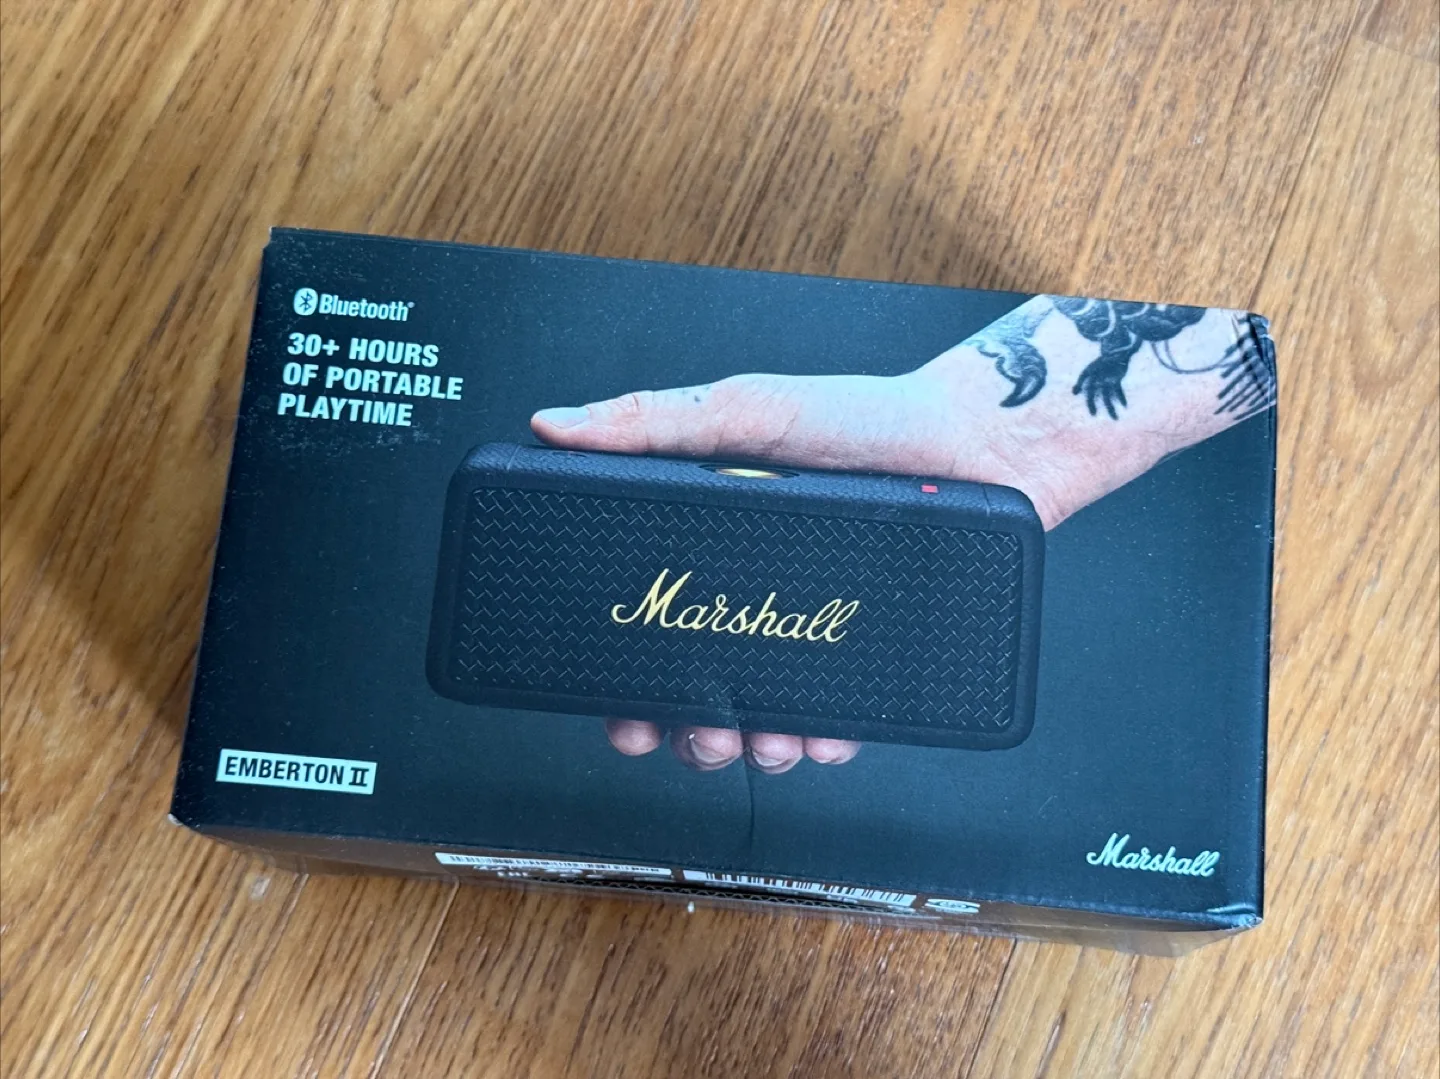 Bluetooth®
30+ HOURS
OF PORTABLE
PLAYTIME
Marshall
EMBERTON II
Marshall